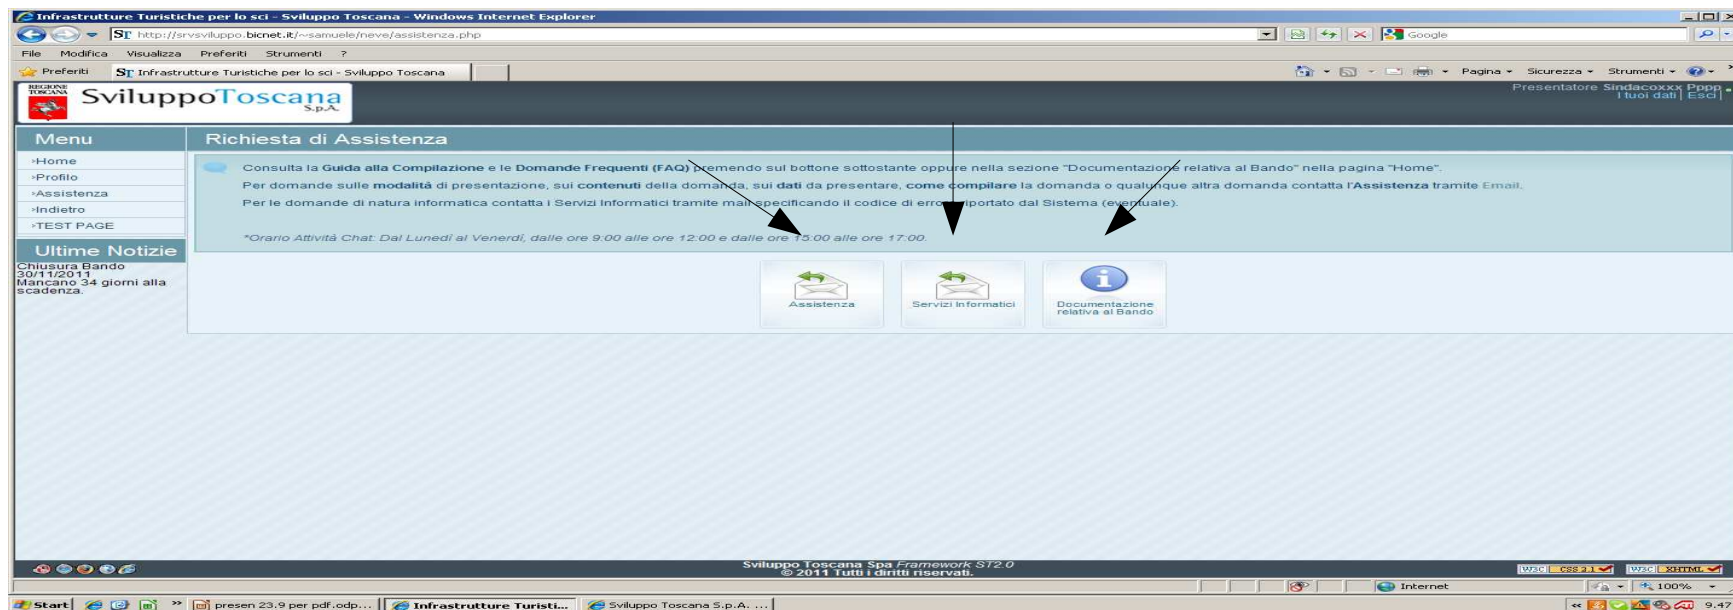 Infrastrutture Turistiche per lo sci - Sviluppo Toscana - Windows Internet Explorer
http://srvsviluppo.bicnet.it/~samuele/neve/assistenza.php
Google
File Modifica Visualizza Preferiti Strumenti ?
Preferiti
Infrastrutture Turistiche per lo sci - Sviluppo Toscana
Pagina Sicurezza Strumenti
REGIONE TOSCANA
SviluppoToscana S.p.A.
Presentatore Sindacoxxx Pppp
I tuoi dati | Esci |
Menu
Home
Profilo
Assistenza
Indietro
TEST PAGE
Ultime Notizie
Chiusura Bando
30/11/2011
Mancano 34 giorni alla
scadenza.
Richiesta di Assistenza
Consulta la Guida alla Compilazione e le Domande Frequenti (FAQ) premendo sul bottone sottostante oppure nella sezione "Documentazione relativa al Bando" nella pagina "Home".
Per domande sulle modalità di presentazione, sui contenuti della domanda, sui dati da presentare, come compilare la domanda o qualunque altra domanda contatta l'Assistenza tramite Email.
Per le domande di natura informatica contatta i Servizi Informatici tramite mail specificando il codice di errore riportato dal Sistema (eventuale).
*Orario Attività Chat: Dal Lunedí al Venerdí, dalle ore 9:00 alle ore 12:00 e dalle ore 15:00 alle ore 17:00.
Assistenza
Servizi Informatici
Documentazione
relativa al Bando
Sviluppo Toscana Spa Framework ST2.0
© 2011 Tutti i diritti riservati.
W3C CSS 2.1
W3C XHTML
Internet
100%
Start
presen 23.9 per pdf.odp...
Infrastrutture Turisti...
Sviluppo Toscana S.p.A. ...
9.47